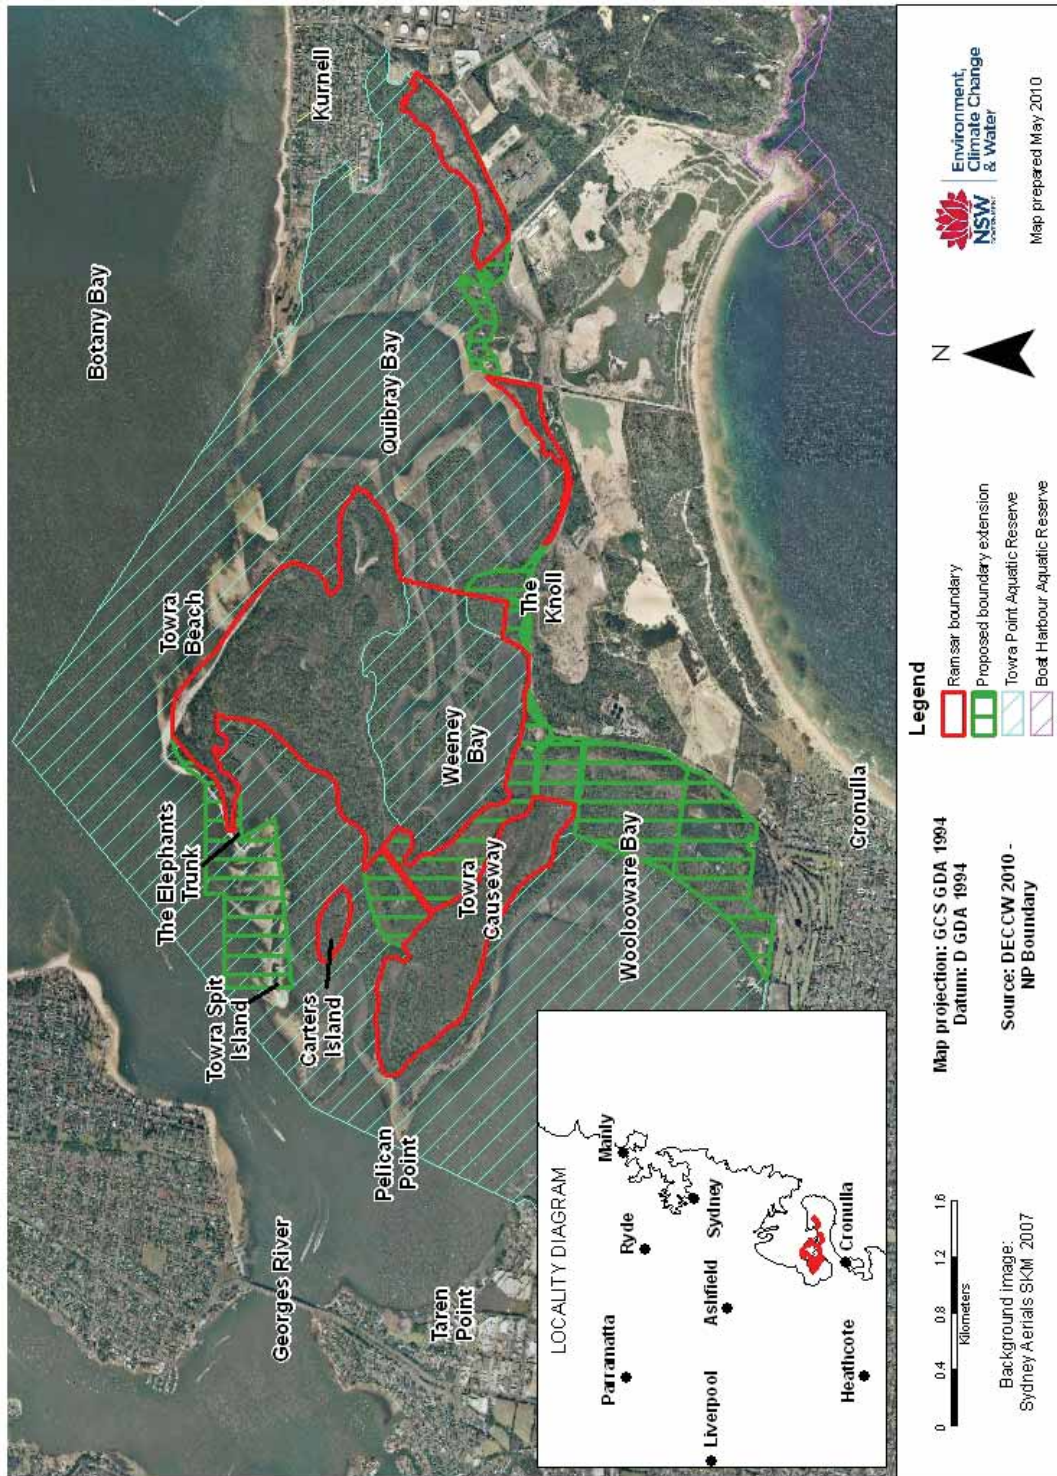 Botany Bay
Kurnell
Towra
Beach
Quibray Bay
The Elephants
Trunk
Towra Spit
Island
Carters
Island
Weeney
Bay
The
Knoll
Towra
Causeway
Woolooware Bay
Pelican
Point
Georges River
Taren
Point
Cronulla
LOCALITY DIAGRAM
Parramatta
Ryde
Manly
Liverpool
Ashfield
Sydney
Heathcote
Cronulla
0 0.4 0.8 1.2 1.6
Kilometers
Background image:
Sydney Aerials SKM 2007
Map projection: GCS GDA 1994
Datum: D GDA 1994
Source: DECCW 2010 -
NP Boundary
Legend
Ramsar boundary
Proposed boundary extension
Towra Point Aquatic Reserve
Boat Harbour Aquatic Reserve
N
NSW
GOVERNMENT
Environment,
Climate Change
& Water
Map prepared May 2010